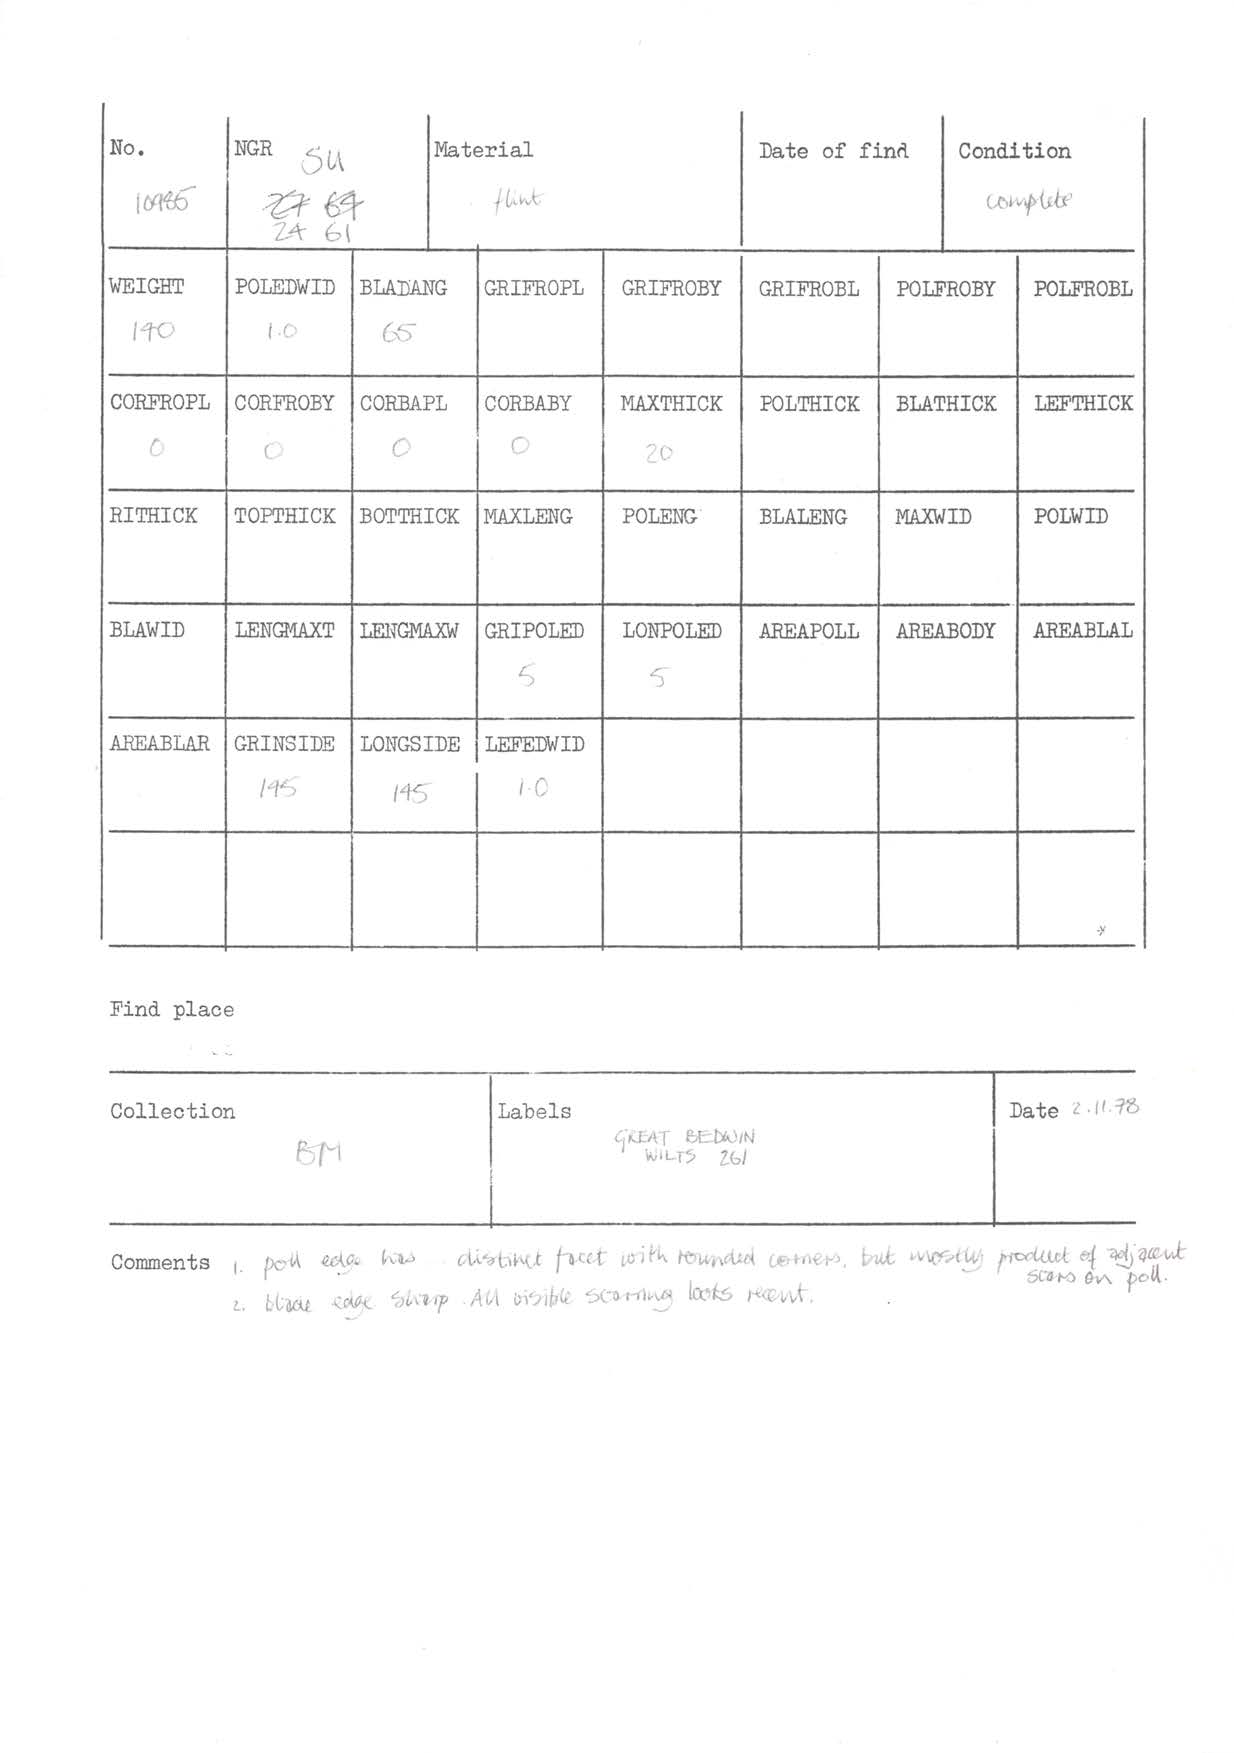 No. NGR SU Material Date of find Condition
flint complete
24 61
WEIGHT POLEDWID BLADANG GRIFROPL GRIFROBY GRIFROBL POLFROBY POLFROBL
190 1.0 65
CORFROPL CORFROBY CORBAPL CORBABY MAXTHICK POLTHICK BLATHICK LEFTHICK
0 0 0 0 20
RITHICK TOPTHICK BOTTHICK MAXLENG POLENG BLALENG MAXWID POLWID
BLAWID LENGMAXT LENGMAXW GRIPOLED LONPOLED AREAPOLL AREABODY AREABLAL
5 5
AREABLAR GRINSIDE LONGSIDE LEFEDWID
145 145 1.0
Find place
Collection Labels Date 2.11.78
BM GREAT BEDWIN
WILTS 261
Comments 1. poll edge has distinct facet with rounded corners, but mostly product of adjacent
scars on poll.
2. blade edge sharp. All visible scarring looks recent.